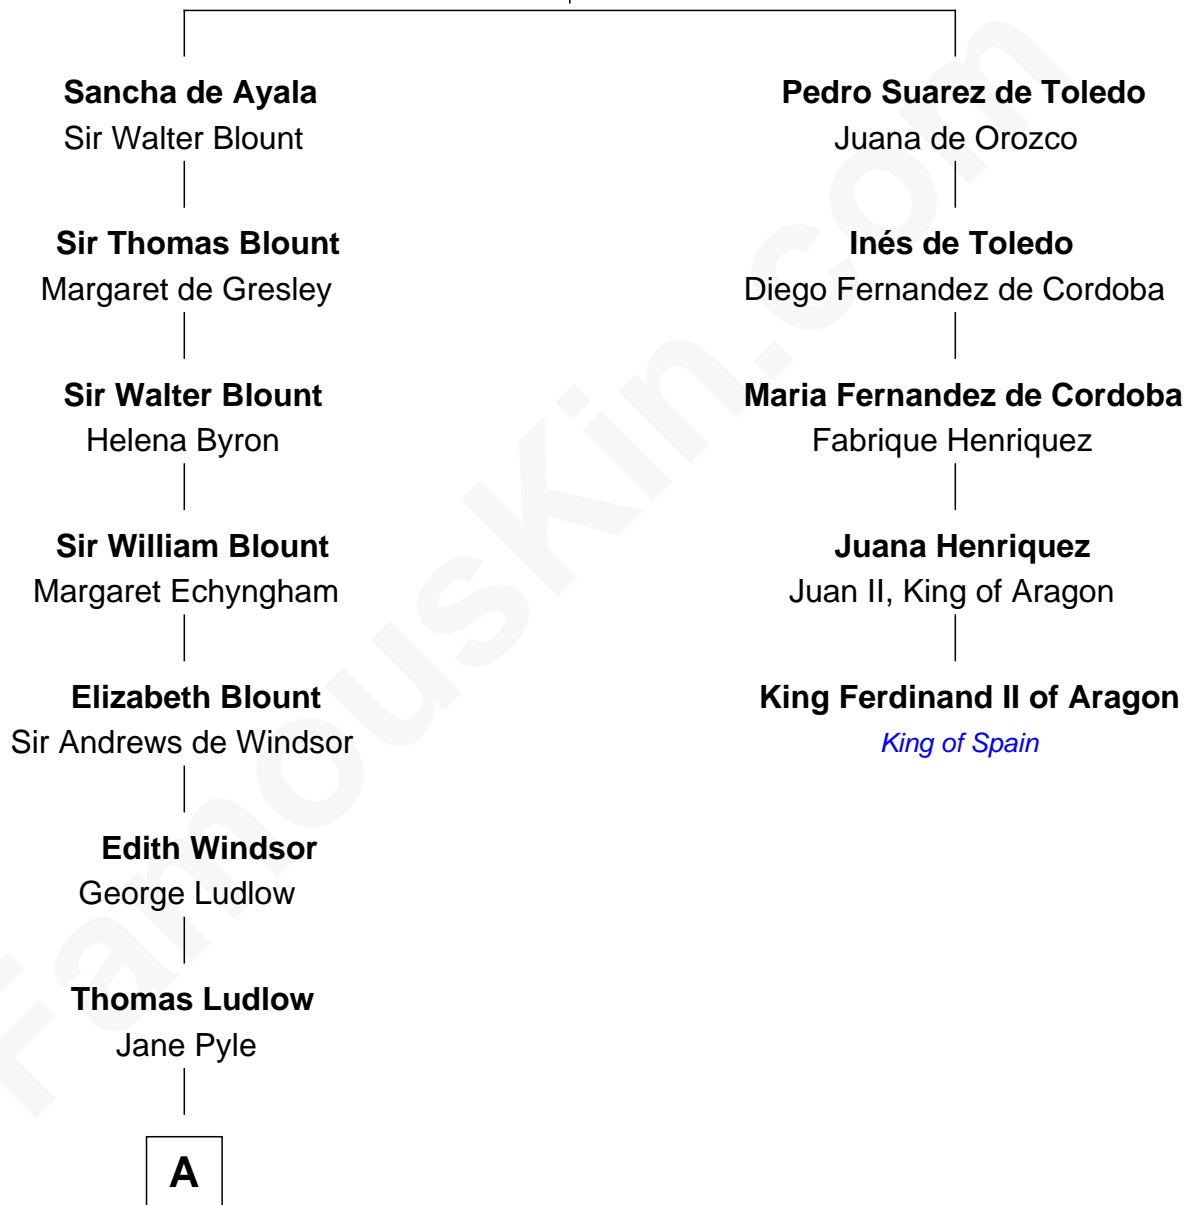 Sancha de Ayala
Sir Walter Blount
Sir Thomas Blount
Margaret de Gresley
Sir Walter Blount
Helena Byron
Sir William Blount
Margaret Echyngham
Elizabeth Blount
Sir Andrews de Windsor
Edith Windsor
George Ludlow
Thomas Ludlow
Jane Pyle
A
Pedro Suarez de Toledo
Juana de Orozco
Inés de Toledo
Diego Fernandez de Cordoba
Maria Fernandez de Cordoba
Fabrique Henriquez
Juana Henriquez
Juan II, King of Aragon
King Ferdinand II of Aragon
King of Spain
FamousKin.com